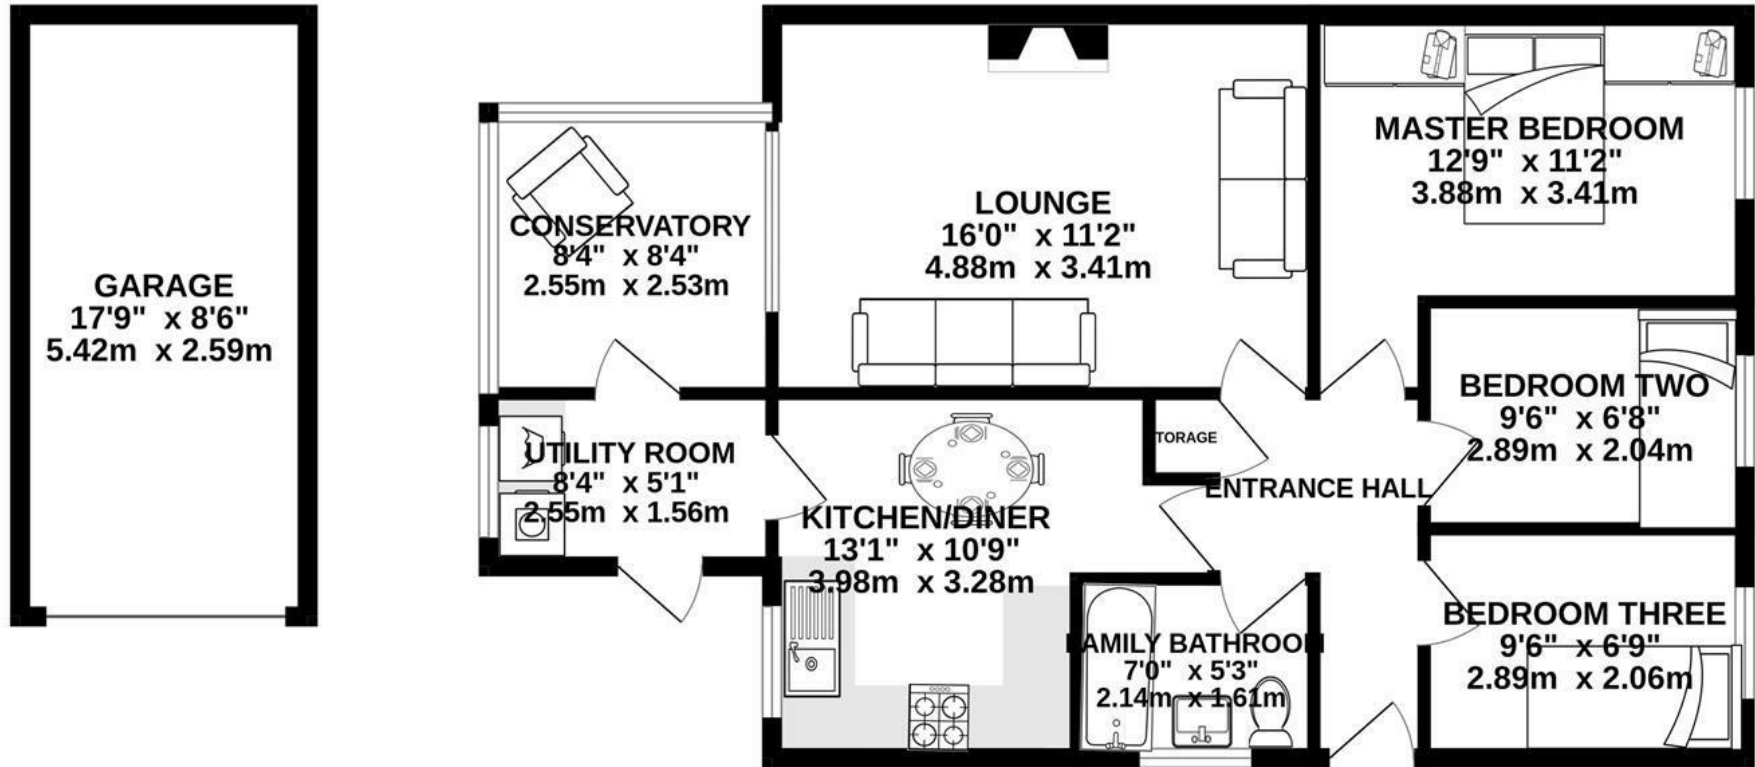 GARAGE
17'9" x 8'6"
5.42m x 2.59m
CONSERVATORY
8'4" x 8'4"
2.55m x 2.53m
LOUNGE
16'0" x 11'2"
4.88m x 3.41m
MASTER BEDROOM
12'9" x 11'2"
3.88m x 3.41m
UTILITY ROOM
8'4" x 5'1"
2.55m x 1.56m
KITCHEN/DINER
13'1" x 10'9"
3.98m x 3.28m
TORAGE
ENTRANCE HALL
BEDROOM TWO
9'6" x 6'8"
2.89m x 2.04m
FAMILY BATHROOM
7'0" x 5'3"
2.14m x 1.61m
BEDROOM THREE
9'6" x 6'9"
2.89m x 2.06m